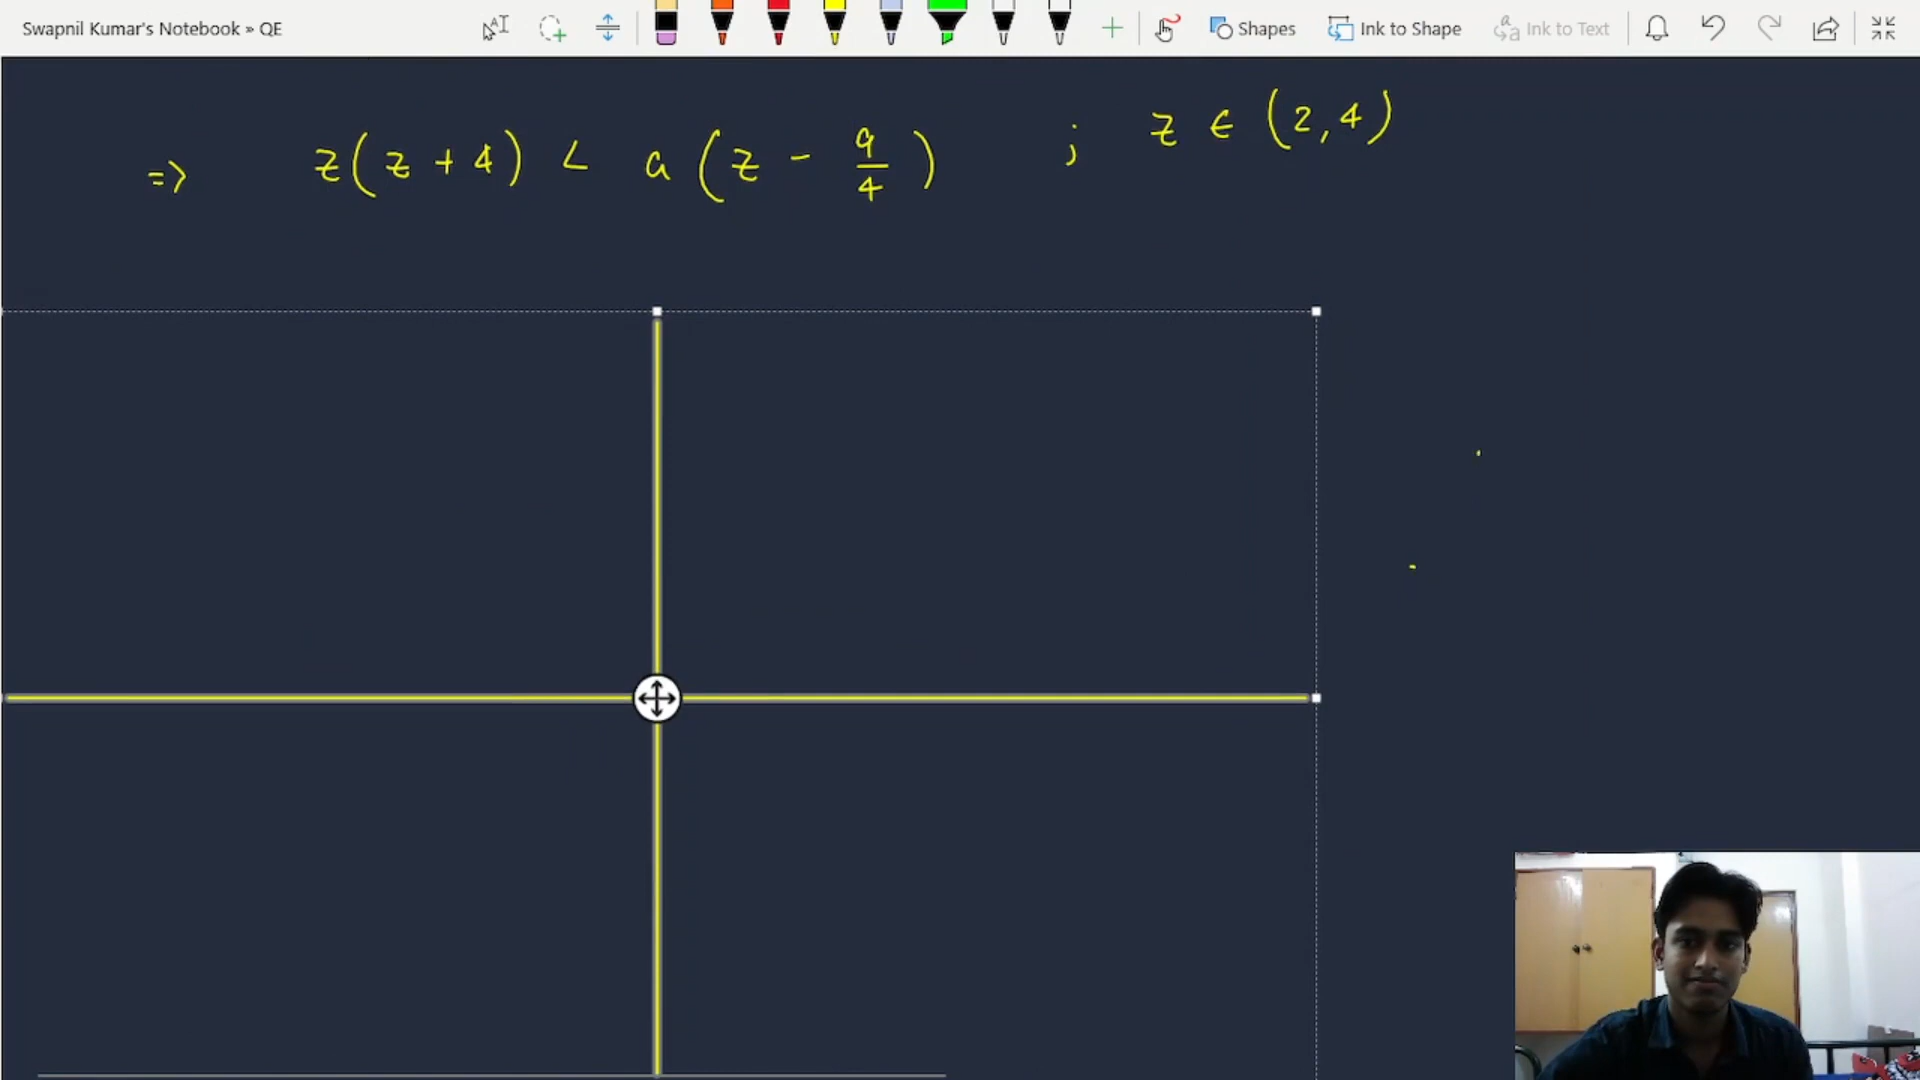 Swapnil Kumar's Notebook » QE
Shapes
Ink to Shape
Ink to Text
=> z(z + 4) < a(z - 9/4) ; z ∈ (2,4)